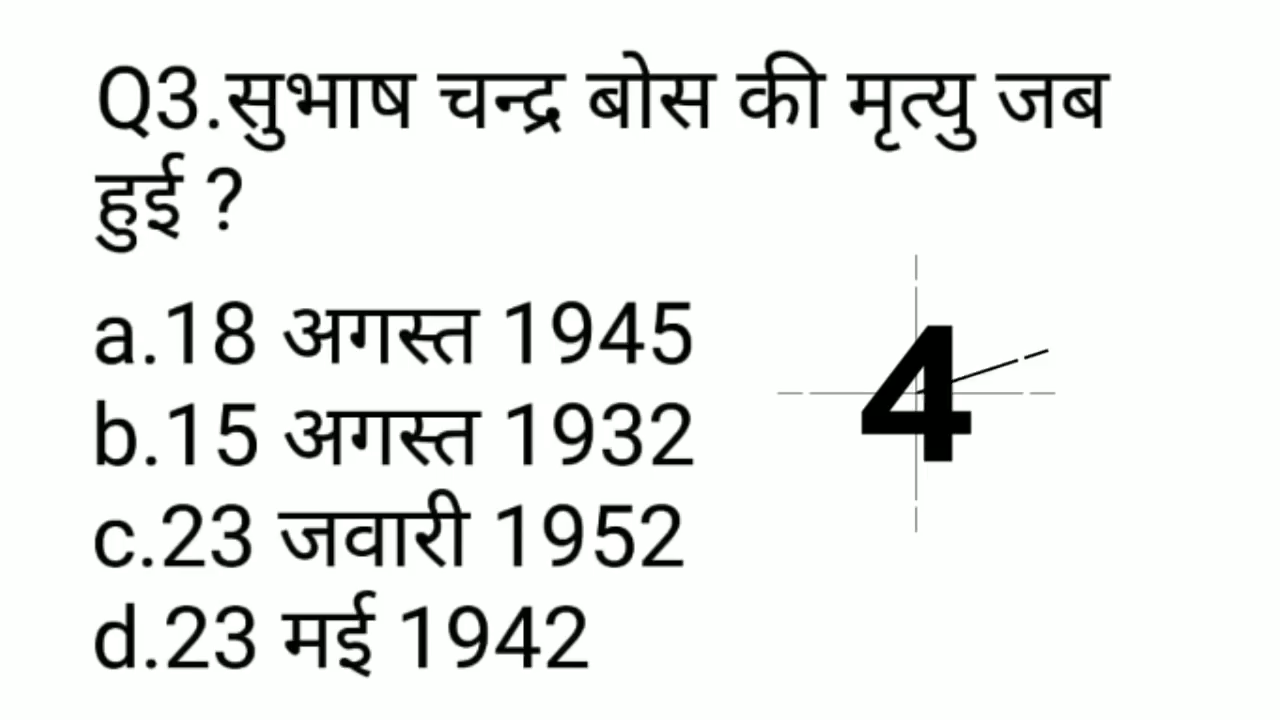 Q3.सुभाष चन्द्र बोस की मृत्यु जब
हुई ?
a.18 अगस्त 1945
b.15 अगस्त 1932
c.23 जवारी 1952
d.23 मई 1942
4